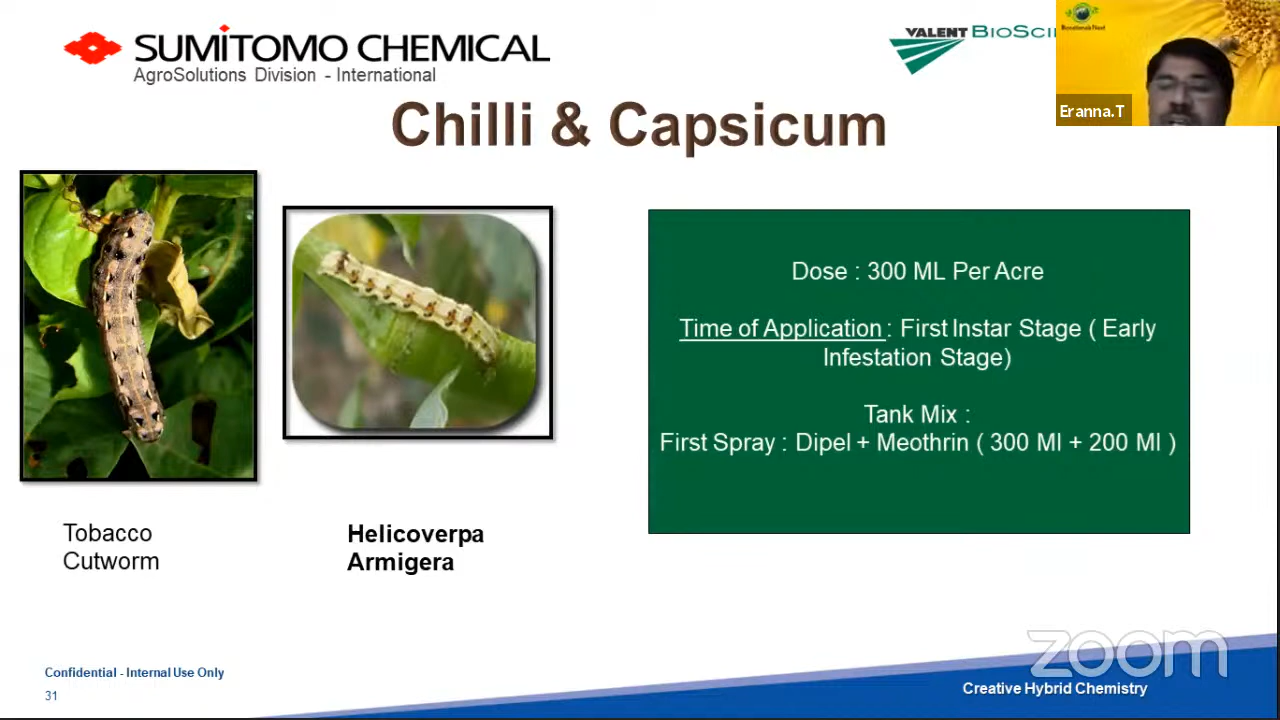 SUMITOMO CHEMICAL
AgroSolutions Division - International
VALENT
Eranna.T
Chilli & Capsicum
Dose : 300 ML Per Acre
Time of Application : First Instar Stage ( Early
Infestation Stage)
Tank Mix :
First Spray : Dipel + Meothrin ( 300 Ml + 200 Ml )
Tobacco
Cutworm
Helicoverpa
Armigera
zoom
Confidential - Internal Use Only
31
Creative Hybrid Chemistry